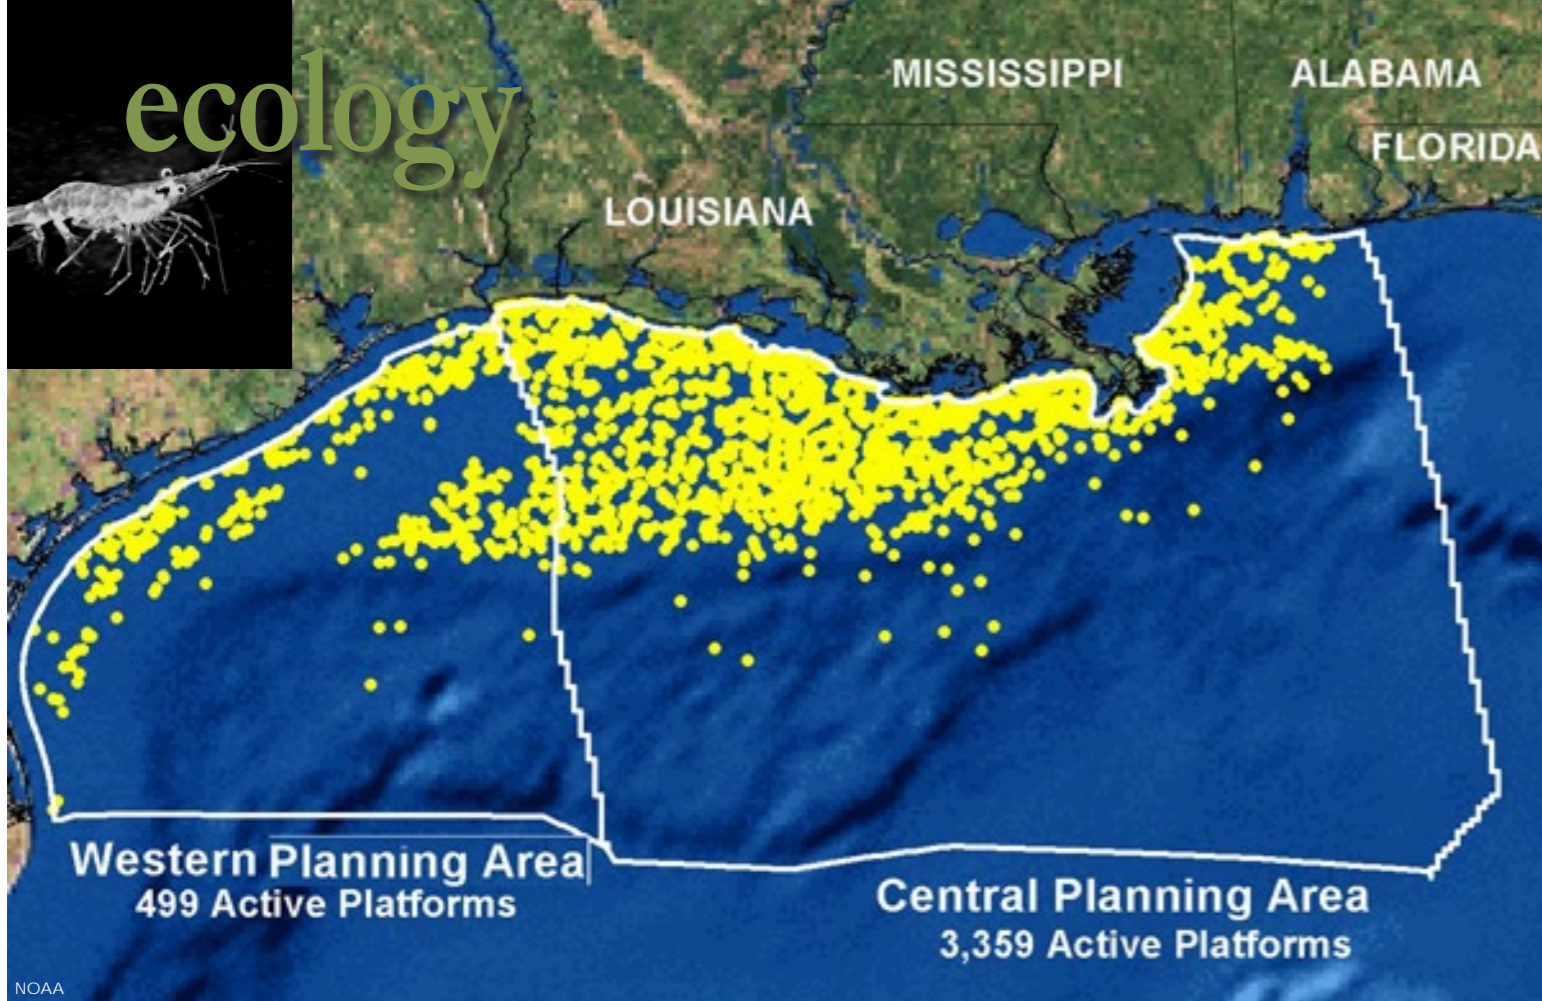 ecology
MISSISSIPPI
ALABAMA
FLORIDA
LOUISIANA
Western Planning Area
499 Active Platforms
Central Planning Area
3,359 Active Platforms
NOAA